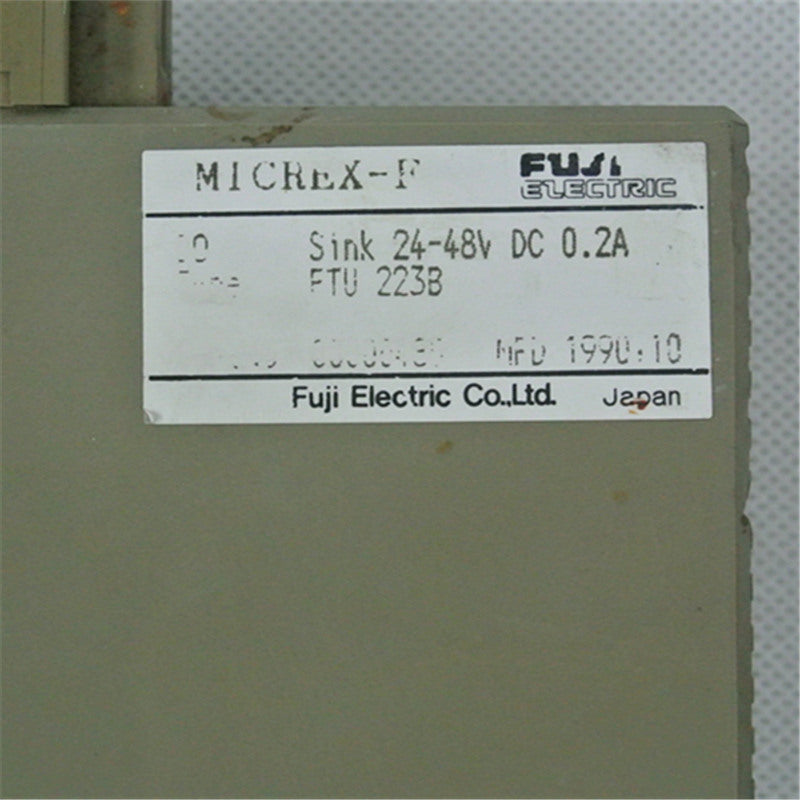 MICREX-F
FUJI
ELECTRIC
Sink 24-48V DC 0.2A
Type FTU 223B
MFD 1990.10
Fuji Electric Co.,Ltd. Japan